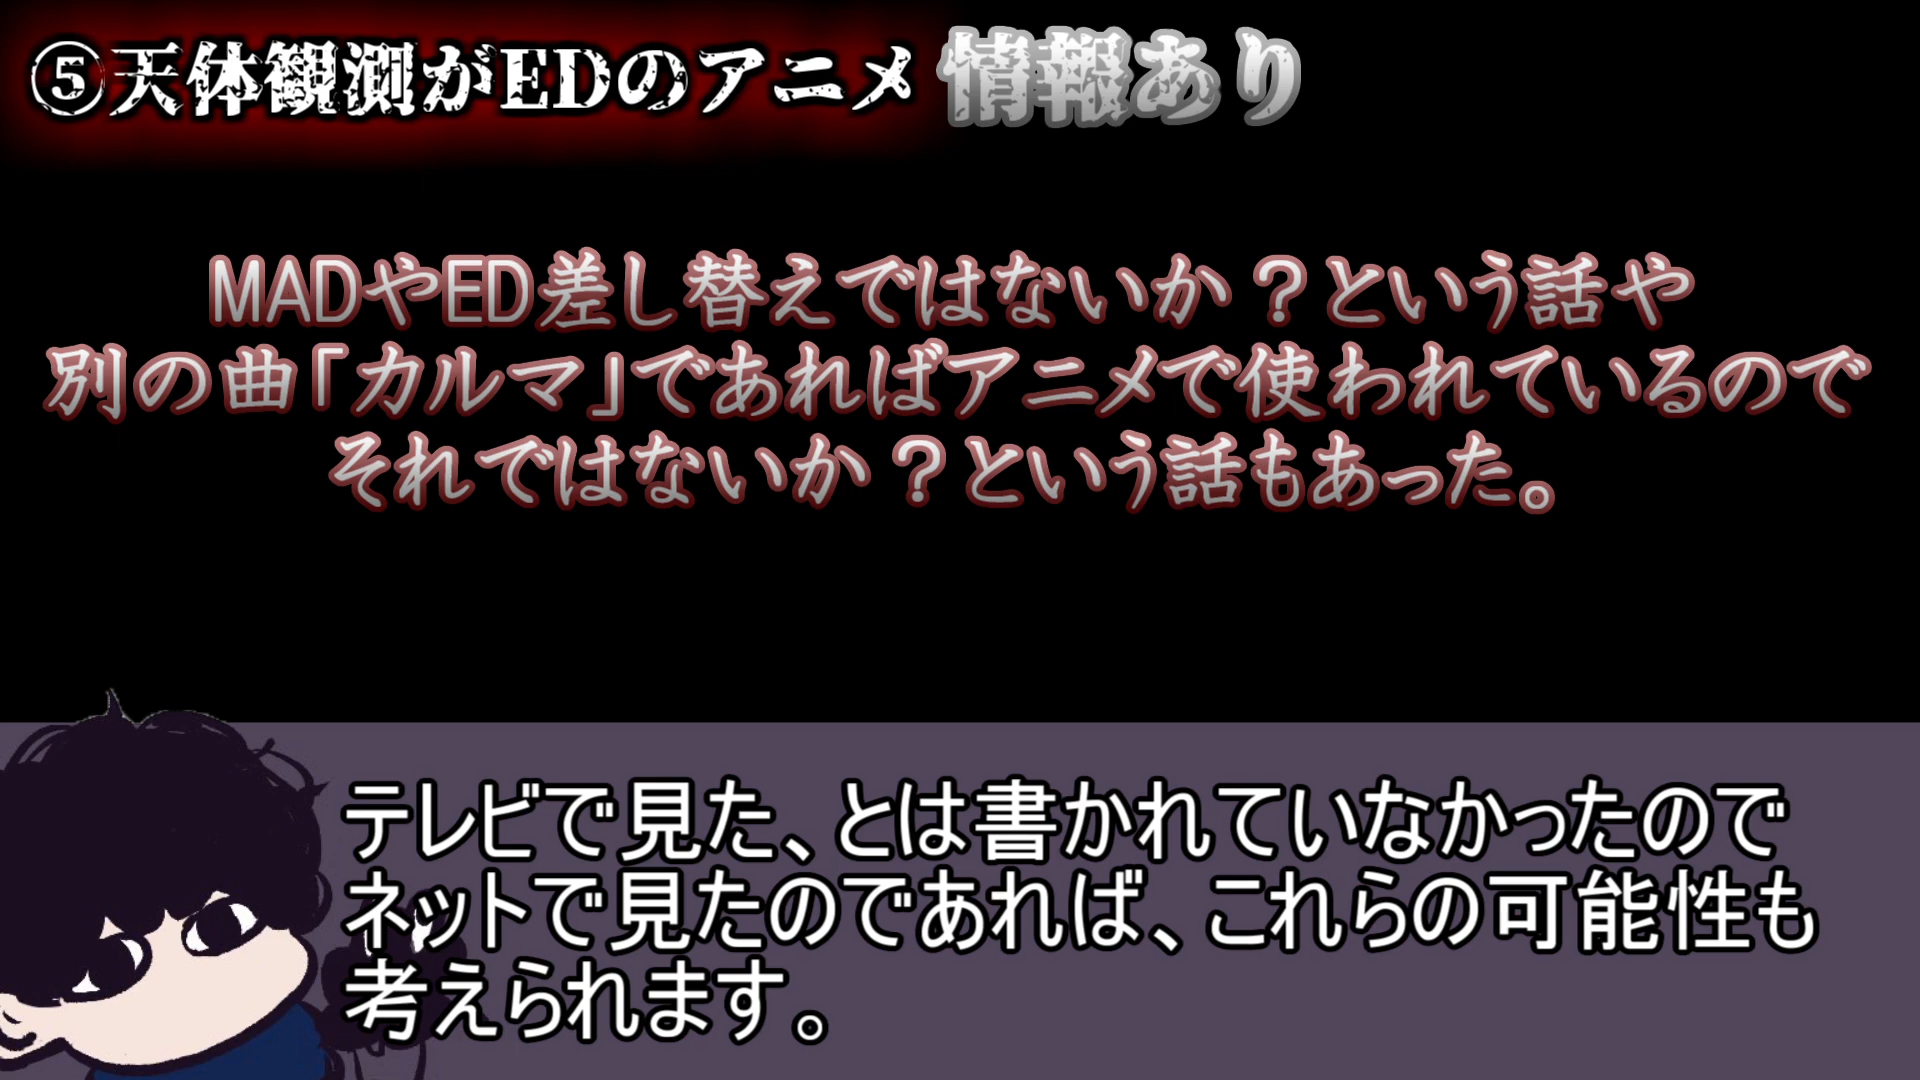 ⑤天体観測がEDのアニメ 情報あり
MADやED差し替えではないか？という話や
別の曲「カルマ」であればアニメで使われているので
それではないか？という話もあった。
テレビで見た、とは書かれていなかったので
ネットで見たのであれば、これらの可能性も
考えられます。